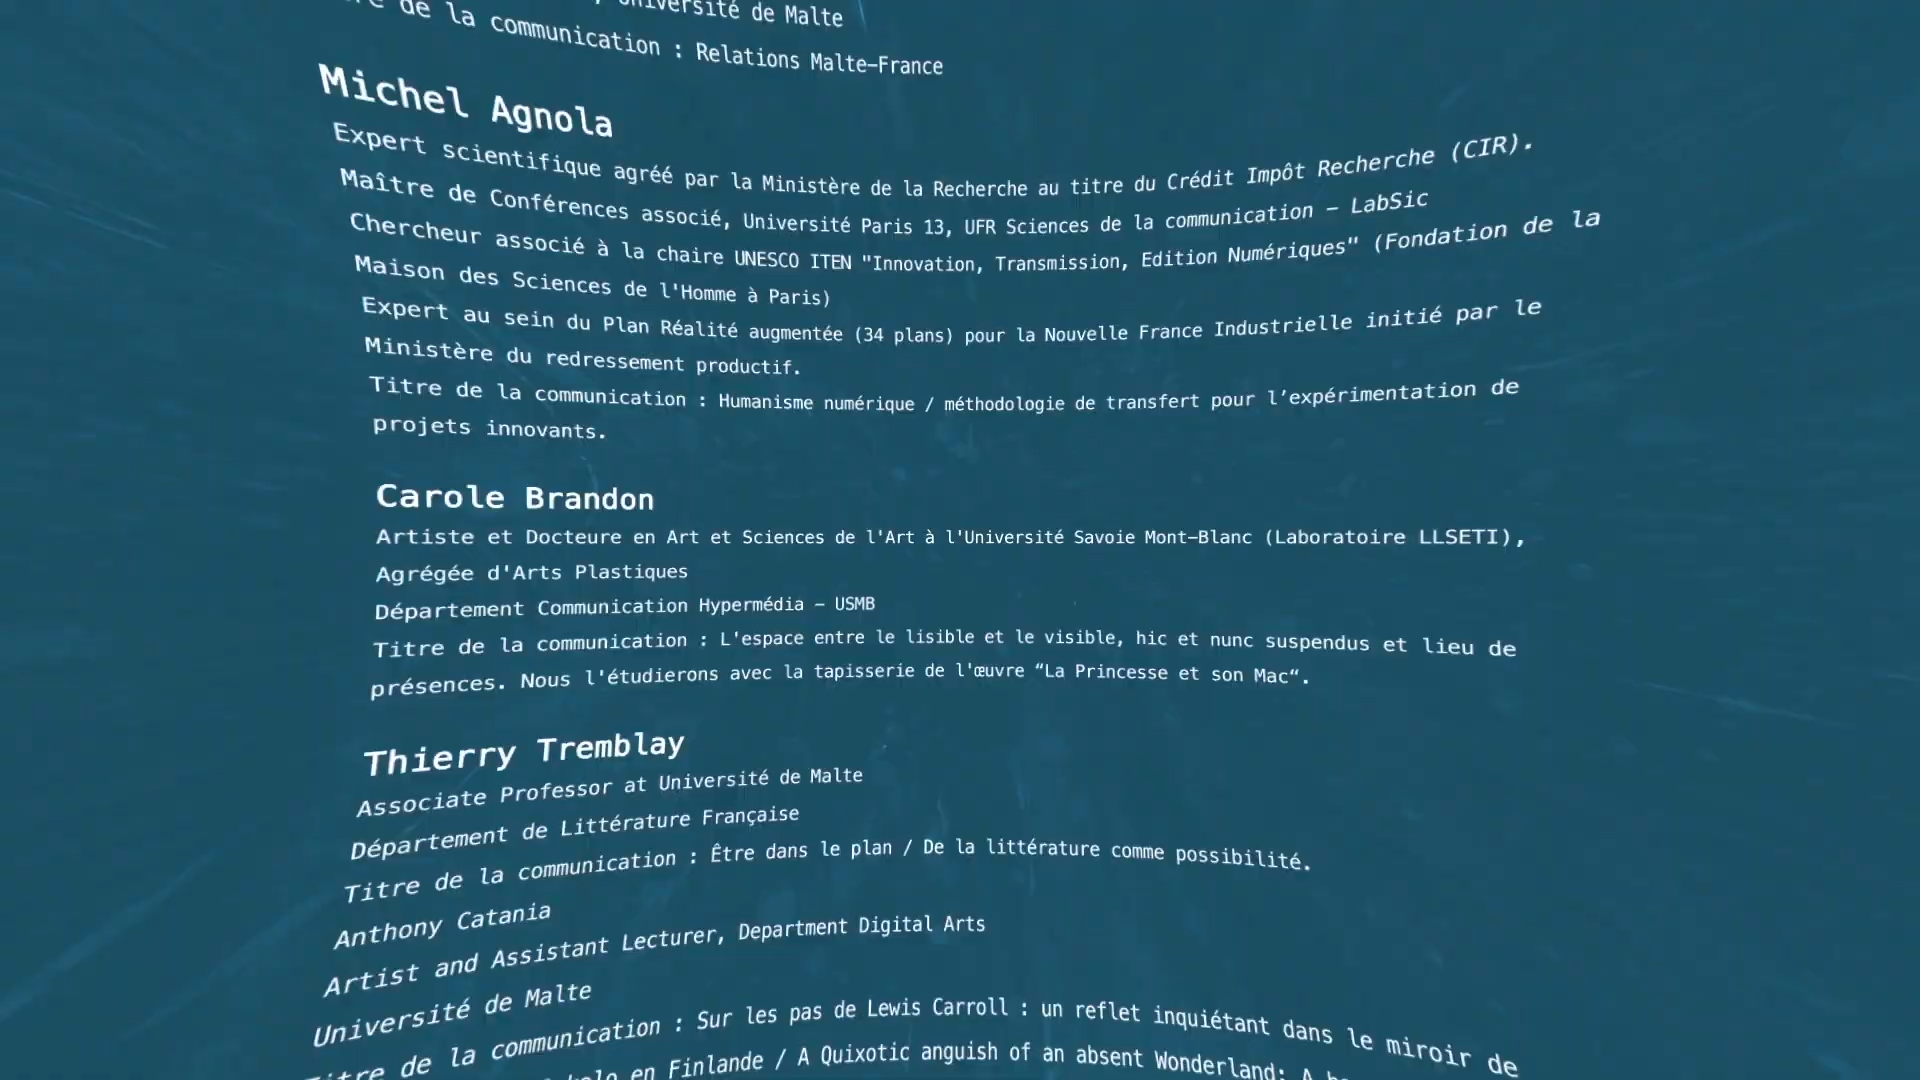 Université de Malte
de la communication : Relations Malte-France
Michel Agnola
Expert scientifique agréé par la Ministère de la Recherche au titre du Crédit Impôt Recherche (CIR).
Maître de Conférences associé, Université Paris 13, UFR Sciences de la communication – LabSic
Chercheur associé à la chaire UNESCO ITEN "Innovation, Transmission, Edition Numériques" (Fondation de la
Maison des Sciences de l'Homme à Paris)
Expert au sein du Plan Réalité augmentée (34 plans) pour la Nouvelle France Industrielle initié par le
Ministère du redressement productif.
Titre de la communication : Humanisme numérique / méthodologie de transfert pour l’expérimentation de
projets innovants.
Carole Brandon
Artiste et Docteure en Art et Sciences de l'Art à l'Université Savoie Mont-Blanc (Laboratoire LLSETI),
Agrégée d'Arts Plastiques
Département Communication Hypermédia – USMB
Titre de la communication : L'espace entre le lisible et le visible, hic et nunc suspendus et lieu de
présences. Nous l'étudierons avec la tapisserie de l'œuvre “La Princesse et son Mac“.
Thierry Tremblay
Associate Professor at Université de Malte
Département de Littérature Française
Titre de la communication : Être dans le plan / De la littérature comme possibilité.
Anthony Catania
Artist and Assistant Lecturer, Department Digital Arts
Université de Malte
Titre de la communication : Sur les pas de Lewis Carroll : un reflet inquiétant dans le miroir de
en Finlande / A Quixotic anguish of an absent Wonderland: A